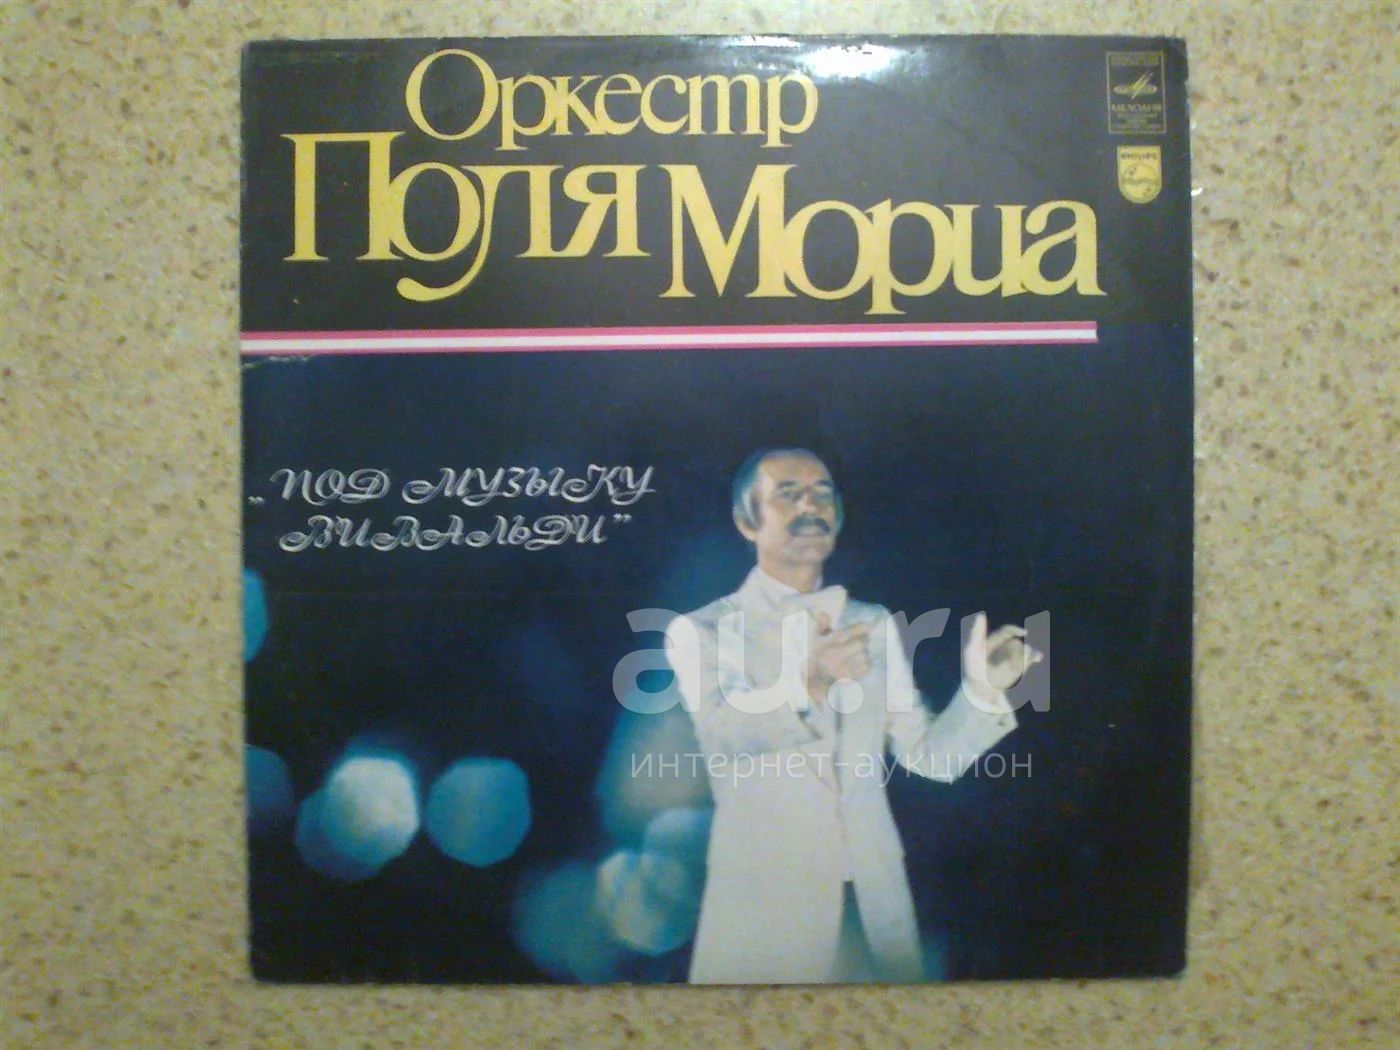 Оркестр
Поля Мориа
МЕЛОДИЯ
PHILIPS
„ПОД МУЗЫКУ
ВИВАЛЬДИ”
au.ru
интернет-аукцион